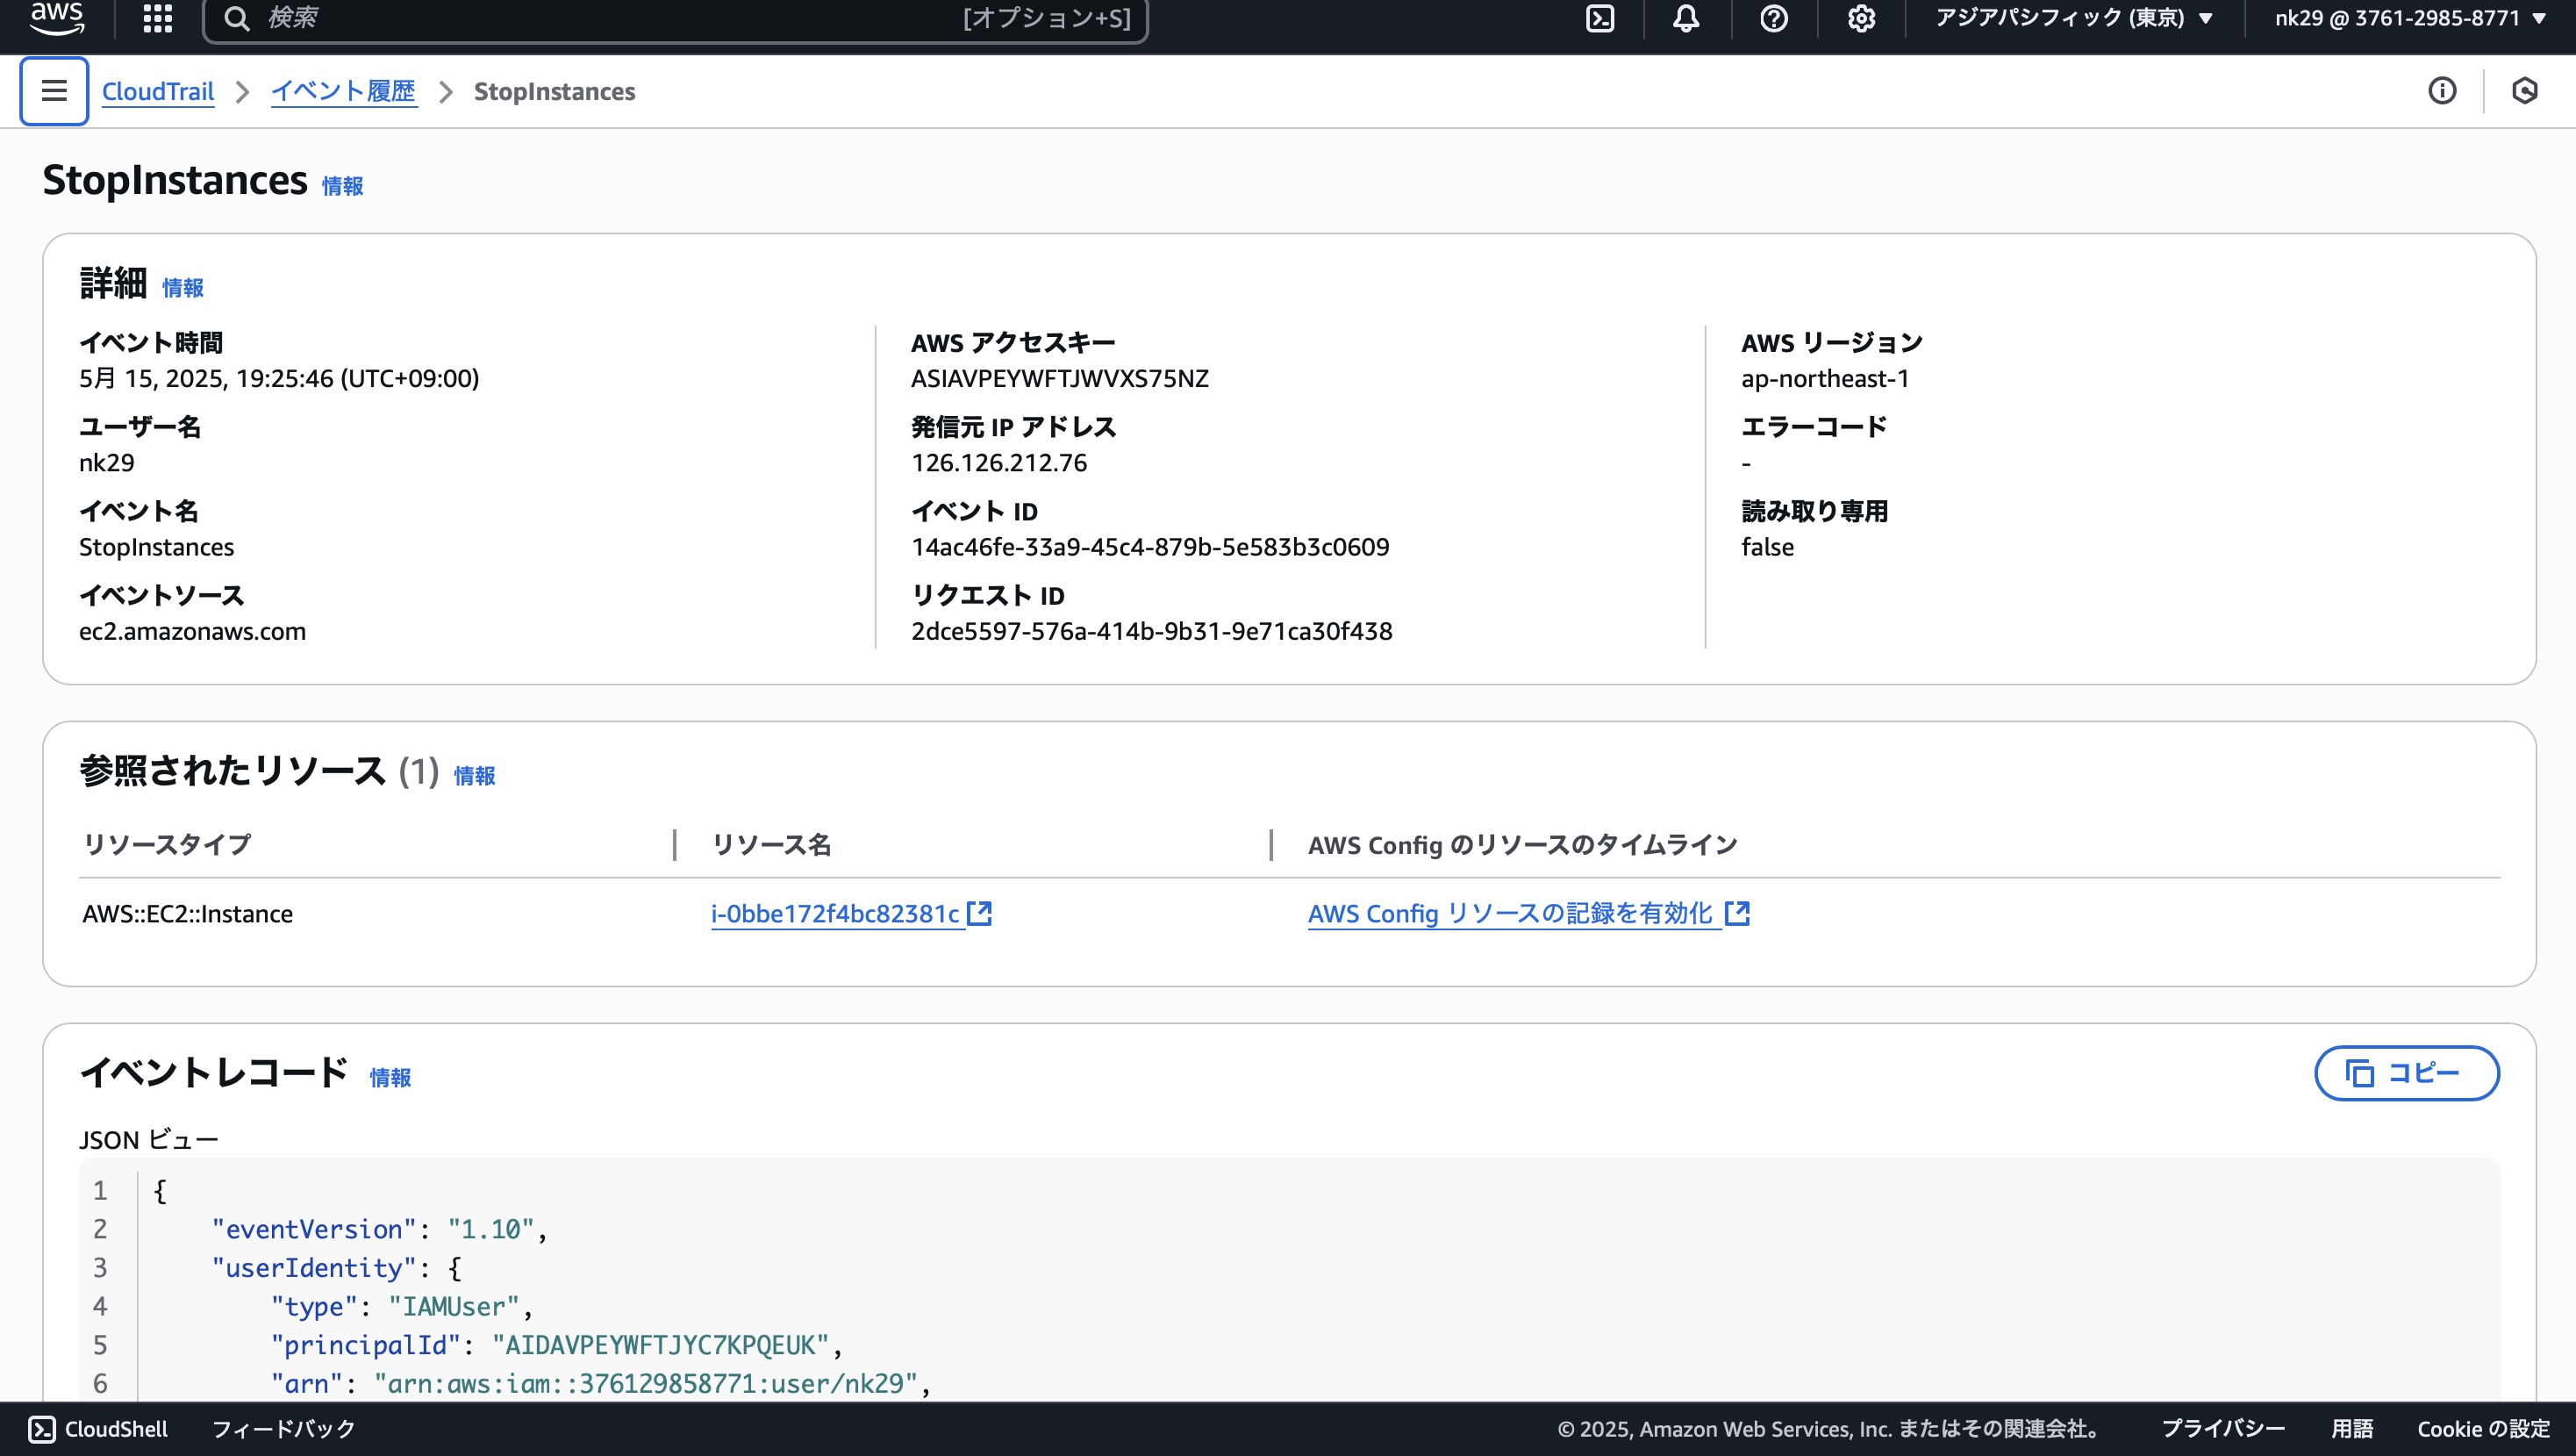 aws 検索 [オプション+S] アジアパシフィック (東京) ▼ nk29 @ 3761-2985-8771 ▼
CloudTrail > イベント履歴 > StopInstances
StopInstances 情報
詳細 情報
イベント時間
5月 15, 2025, 19:25:46 (UTC+09:00)
ユーザー名
nk29
イベント名
StopInstances
イベントソース
ec2.amazonaws.com
AWS アクセスキー
ASIAVPEYWFTJWVXS75NZ
発信元 IP アドレス
126.126.212.76
イベント ID
14ac46fe-33a9-45c4-879b-5e583b3c0609
リクエスト ID
2dce5597-576a-414b-9b31-9e71ca30f438
AWS リージョン
ap-northeast-1
エラーコード
-
読み取り専用
false
参照されたリソース (1) 情報
リソースタイプ リソース名 AWS Config のリソースのタイムライン
AWS::EC2::Instance i-0bbe172f4bc82381c AWS Config リソースの記録を有効化
イベントレコード 情報 コピー
JSON ビュー
1 {
2 "eventVersion": "1.10",
3 "userIdentity": {
4 "type": "IAMUser",
5 "principalId": "AIDAVPEYWFTJYC7KPQEUK",
6 "arn": "arn:aws:iam::376129858771:user/nk29",
CloudShell フィードバック © 2025, Amazon Web Services, Inc. またはその関連会社。 プライバシー 用語 Cookie の設定